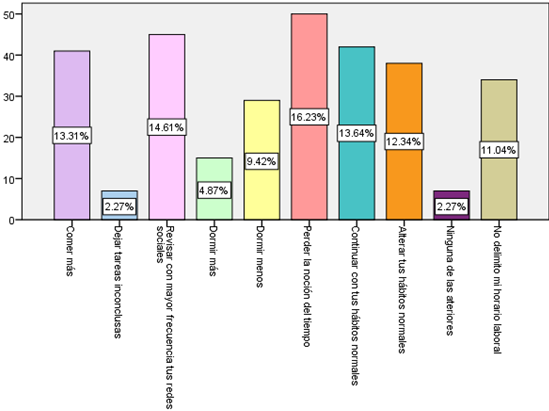 50
40
30
20
10
0
13.31%
2.27%
14.61%
4.87%
9.42%
16.23%
13.64%
12.34%
2.27%
11.04%
Comer más
Dejar tareas inconclusas
Revisar con mayor frecuencia tus redes
sociales
Dormir más
Dormir menos
Perder la noción del tiempo
Continuar con tus hábitos normales
Alterar tus hábitos normales
Ninguna de las ateriores
No delimito mi horario laboral